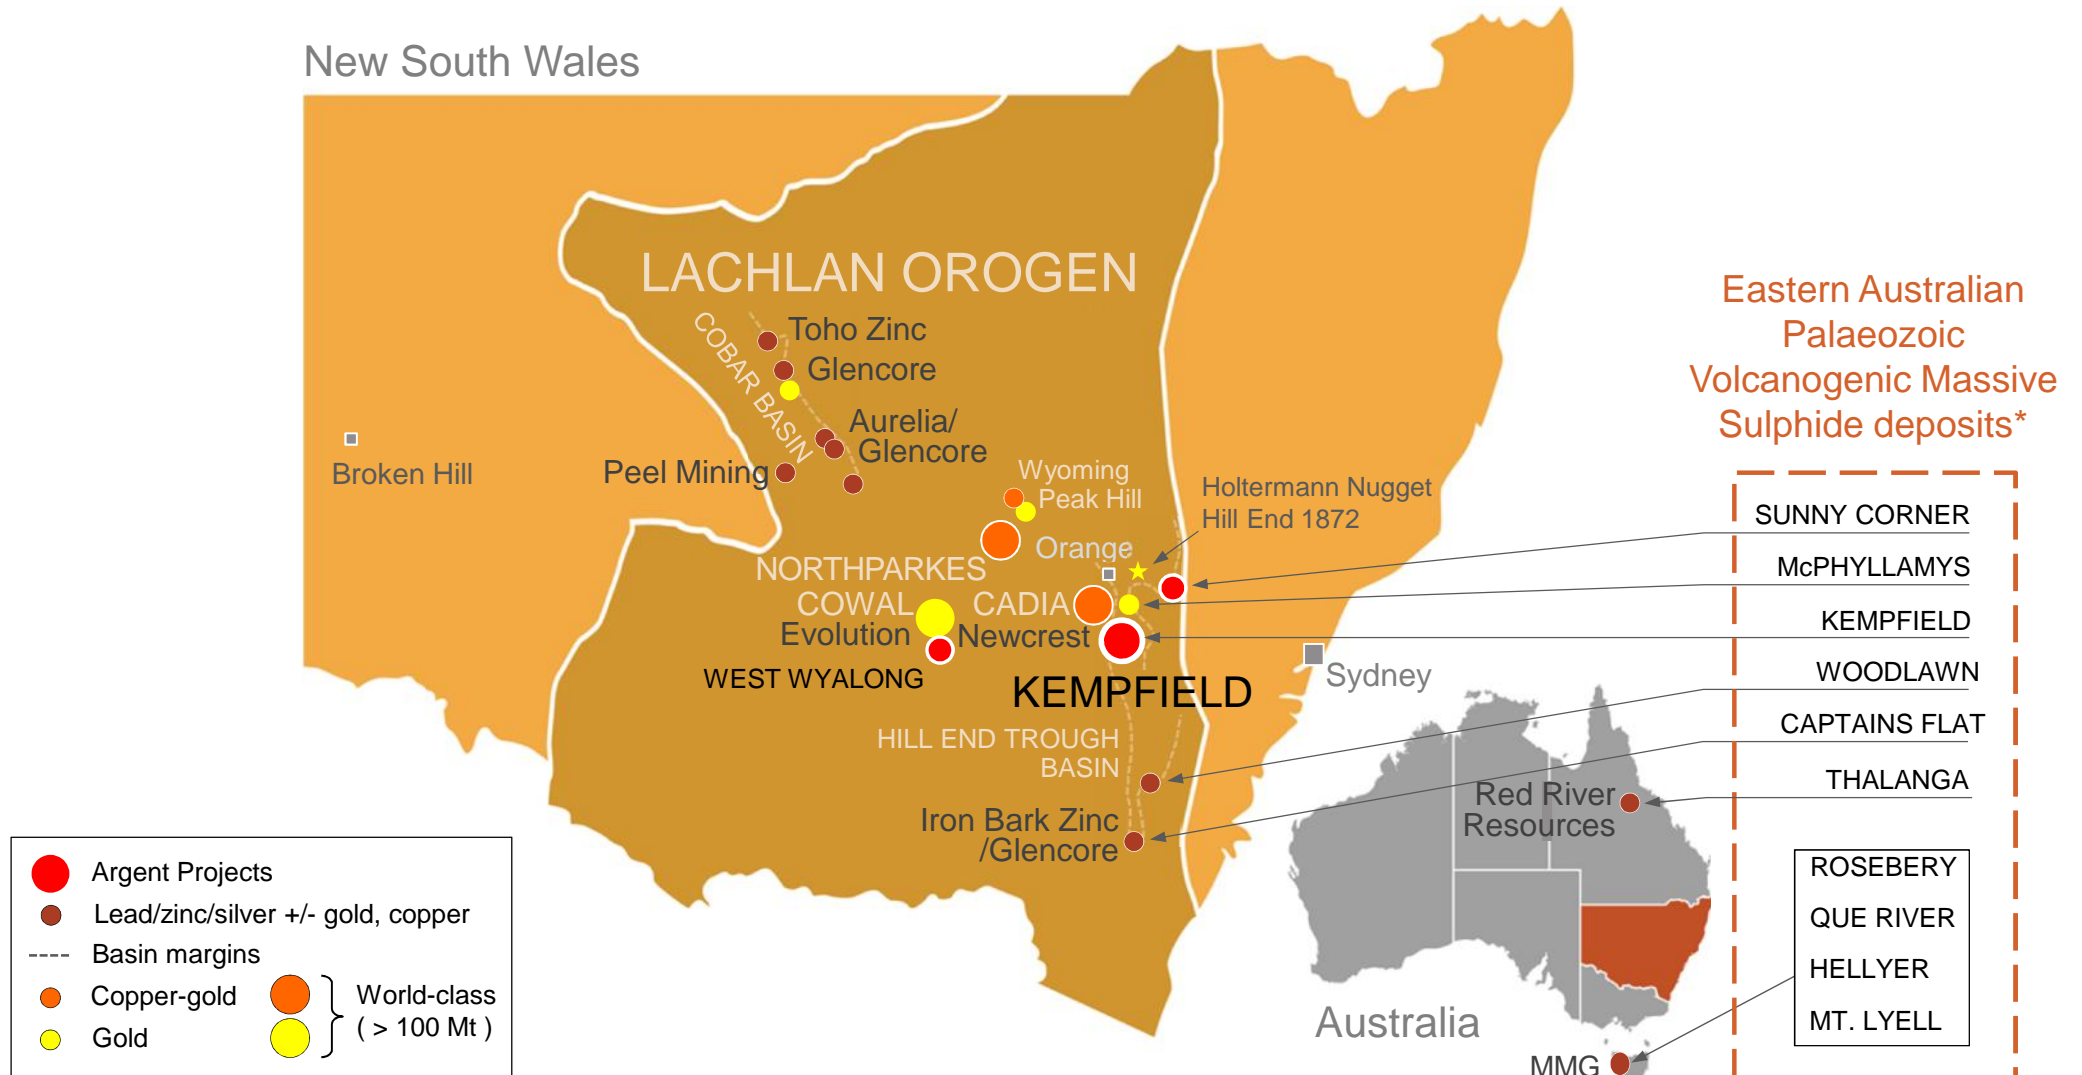 New South Wales
LACHLAN OROGEN
COBAR BASIN
Toho Zinc
Glencore
Aurelia/
Glencore
Peel Mining
Broken Hill
Wyoming
Peak Hill
Holtermann Nugget
Hill End 1872
Orange
NORTHPARKES
COWAL
Evolution
CADIA
Newcrest
WEST WYALONG
KEMPFIELD
Sydney
HILL END TROUGH
BASIN
Iron Bark Zinc
/Glencore
Eastern Australian
Palaeozoic
Volcanogenic Massive
Sulphide deposits*
SUNNY CORNER
McPHYLLAMYS
KEMPFIELD
WOODLAWN
CAPTAINS FLAT
THALANGA
Red River
Resources
ROSEBERY
QUE RIVER
HELLYER
MT. LYELL
Australia
MMG
Argent Projects
Lead/zinc/silver +/- gold, copper
Basin margins
Copper-gold
Gold
World-class
( > 100 Mt )